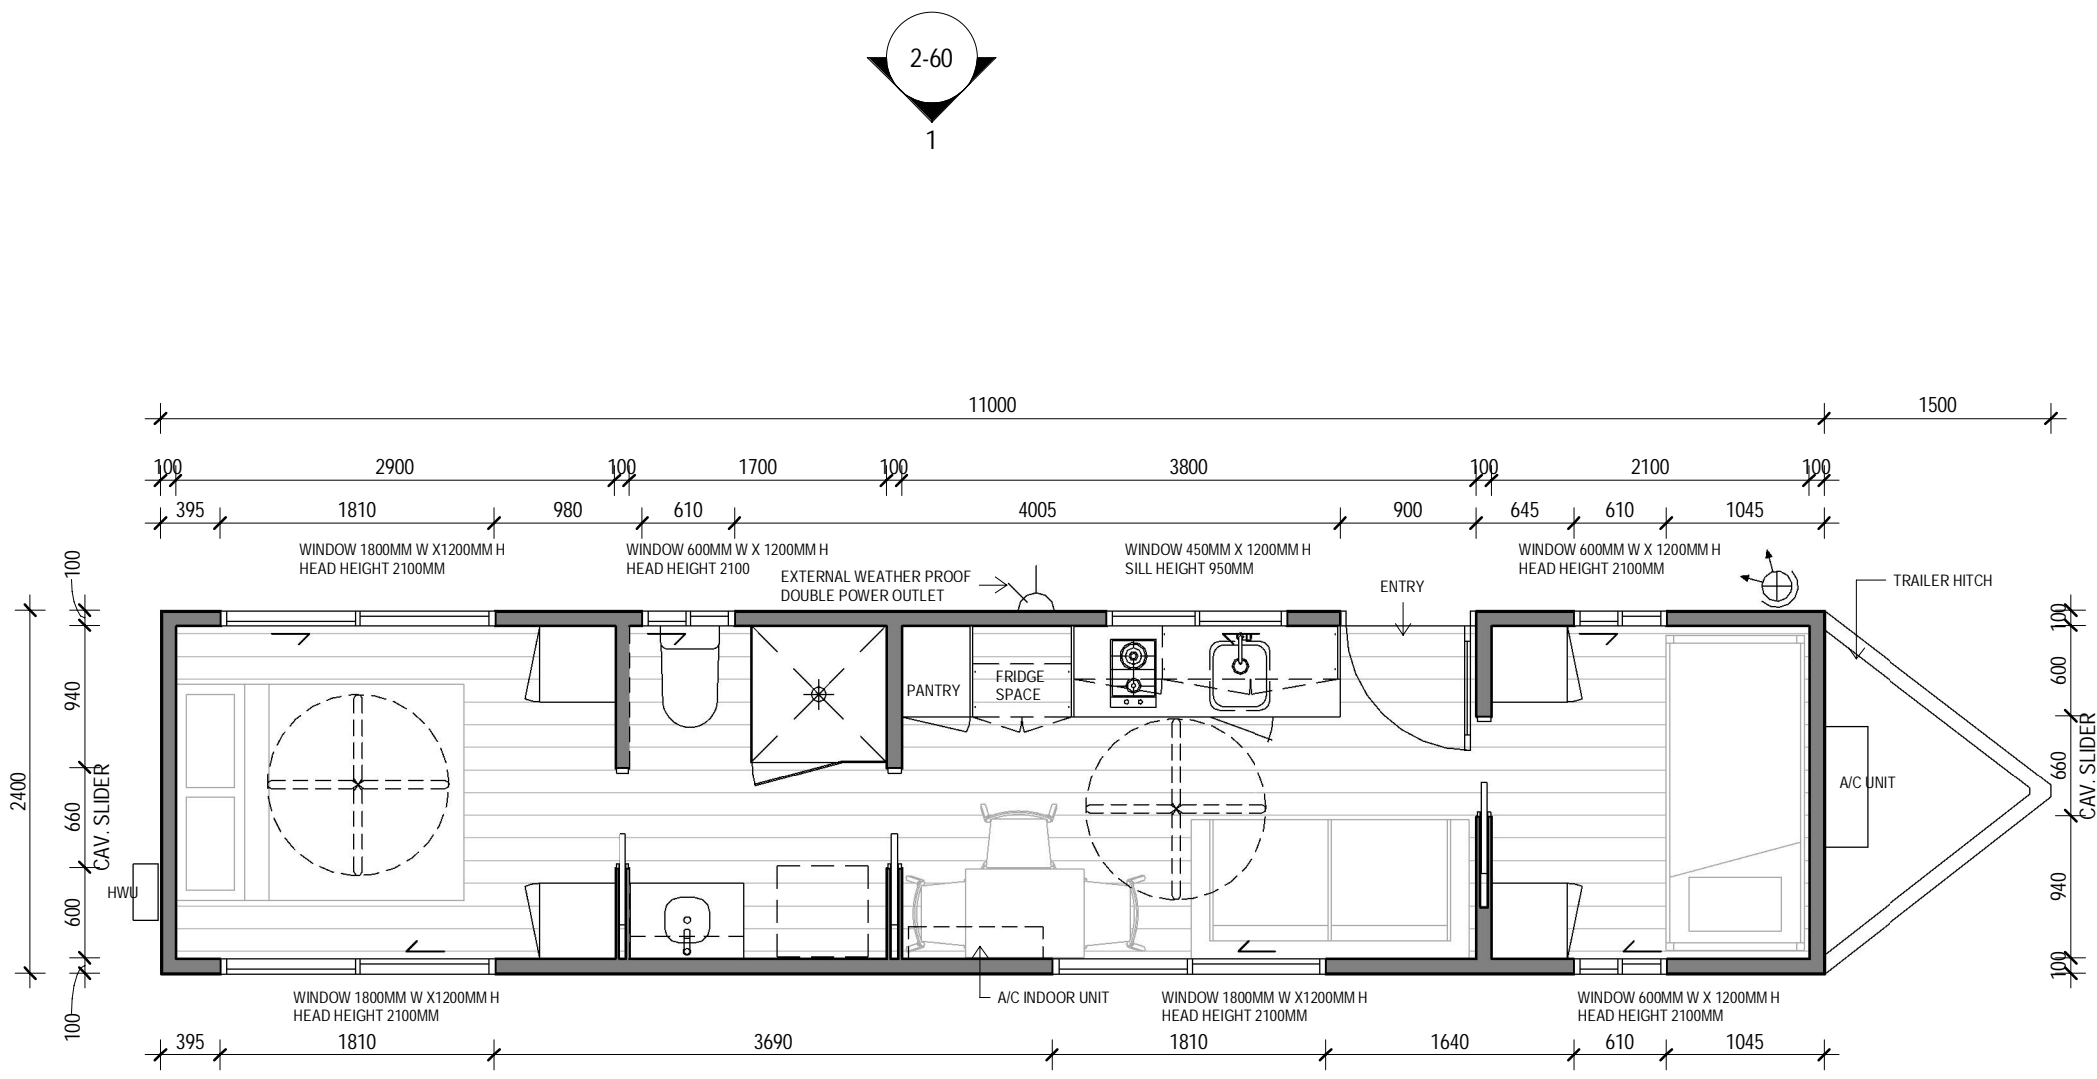 2-60
1
11000
1500
100
2900
100
1700
100
3800
100
2100
100
395
1810
980
610
4005
900
645
610
1045
WINDOW 1800MM W X1200MM H
HEAD HEIGHT 2100MM
WINDOW 600MM W X 1200MM H
HEAD HEIGHT 2100
WINDOW 450MM X 1200MM H
SILL HEIGHT 950MM
WINDOW 600MM W X 1200MM H
HEAD HEIGHT 2100MM
EXTERNAL WEATHER PROOF
DOUBLE POWER OUTLET
ENTRY
TRAILER HITCH
2400
100
940
660
CAV. SLIDER
600
100
HWU
PANTRY
FRIDGE
SPACE
A/C UNIT
100
600
660
CAV. SLIDER
940
100
A/C INDOOR UNIT
WINDOW 1800MM W X1200MM H
HEAD HEIGHT 2100MM
WINDOW 1800MM W X1200MM H
HEAD HEIGHT 2100MM
WINDOW 600MM W X 1200MM H
HEAD HEIGHT 2100MM
395
1810
3690
1810
1640
610
1045